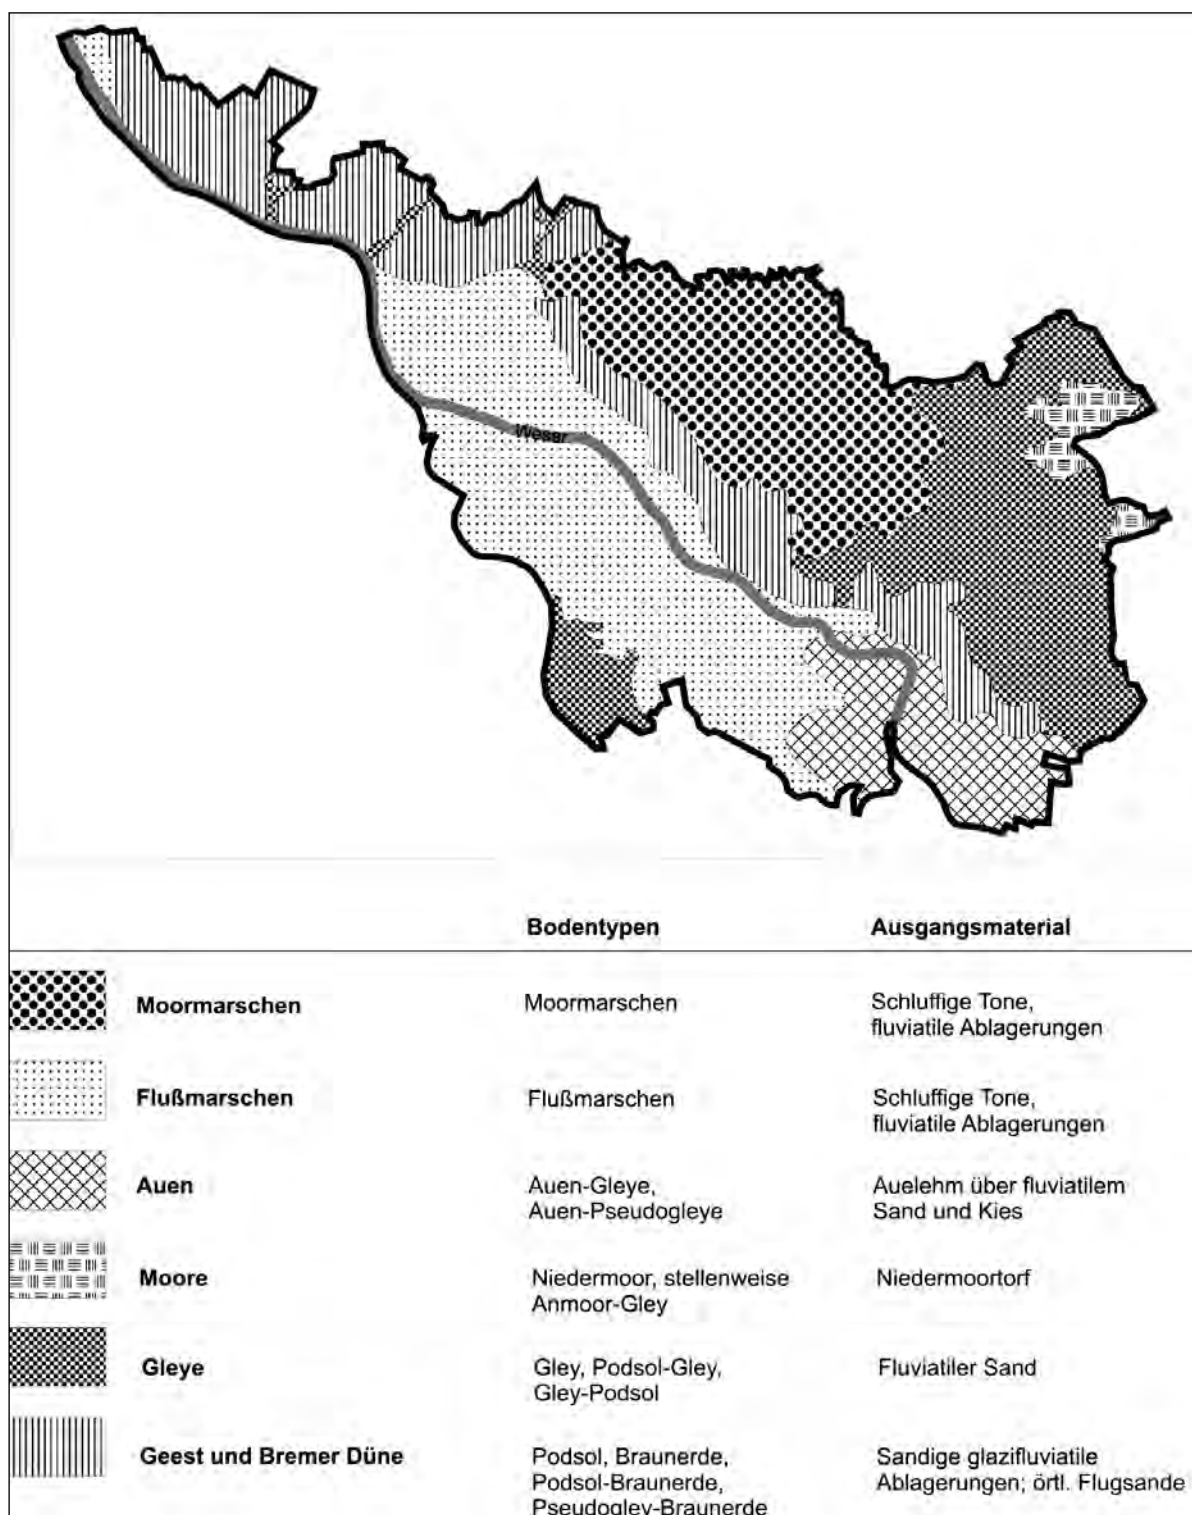 Weser
Bodentypen Ausgangsmaterial
Moormarschen Moormarschen Schluffige Tone,
fluviatile Ablagerungen
Flußmarschen Flußmarschen Schluffige Tone,
fluviatile Ablagerungen
Auen Auen-Gleye, Auelehm über fluviatilem
Auen-Pseudogleye Sand und Kies
Moore Niedermoor, stellenweise Niedermoortorf
Anmoor-Gley
Gleye Gley, Podsol-Gley, Fluviatiler Sand
Gley-Podsol
Geest und Bremer Düne Podsol, Braunerde, Sandige glazifluviatile
Podsol-Braunerde, Ablagerungen; örtl. Flugsande
Pseudogley-Braunerde